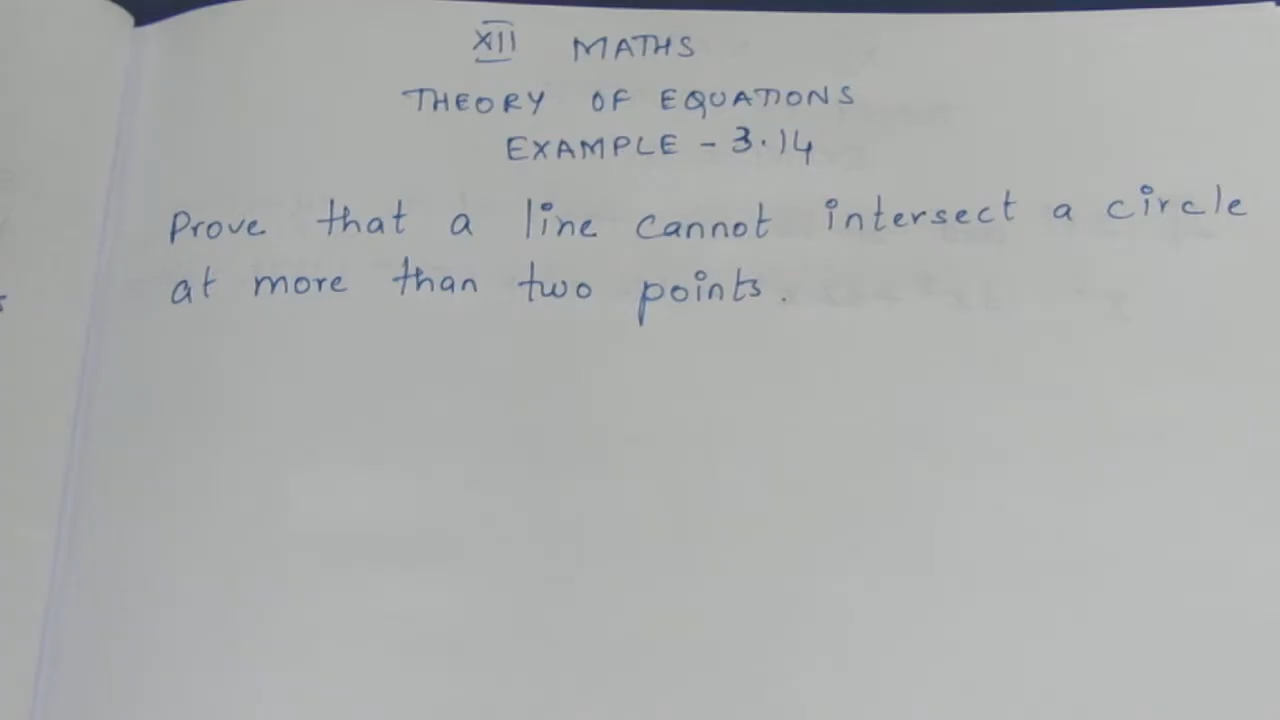 XII MATHS
THEORY OF EQUATIONS
EXAMPLE - 3.14
Prove that a line cannot intersect a circle
at more than two points.